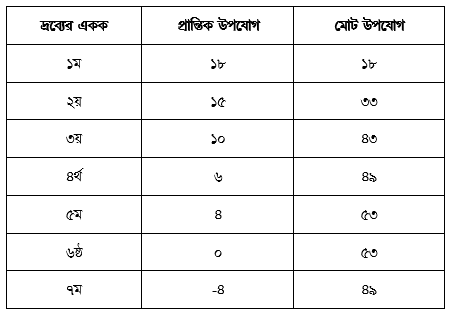 দ্রব্যের একক প্রান্তিক উপযোগ মোট উপযোগ
১ম ১৮ ১৮
২য় ১৫ ৩৩
৩য় ১০ ৪৩
৪র্থ ৬ ৪৯
৫ম ৪ ৫৩
৬ষ্ঠ ০ ৫৩
৭ম -৪ ৪৯